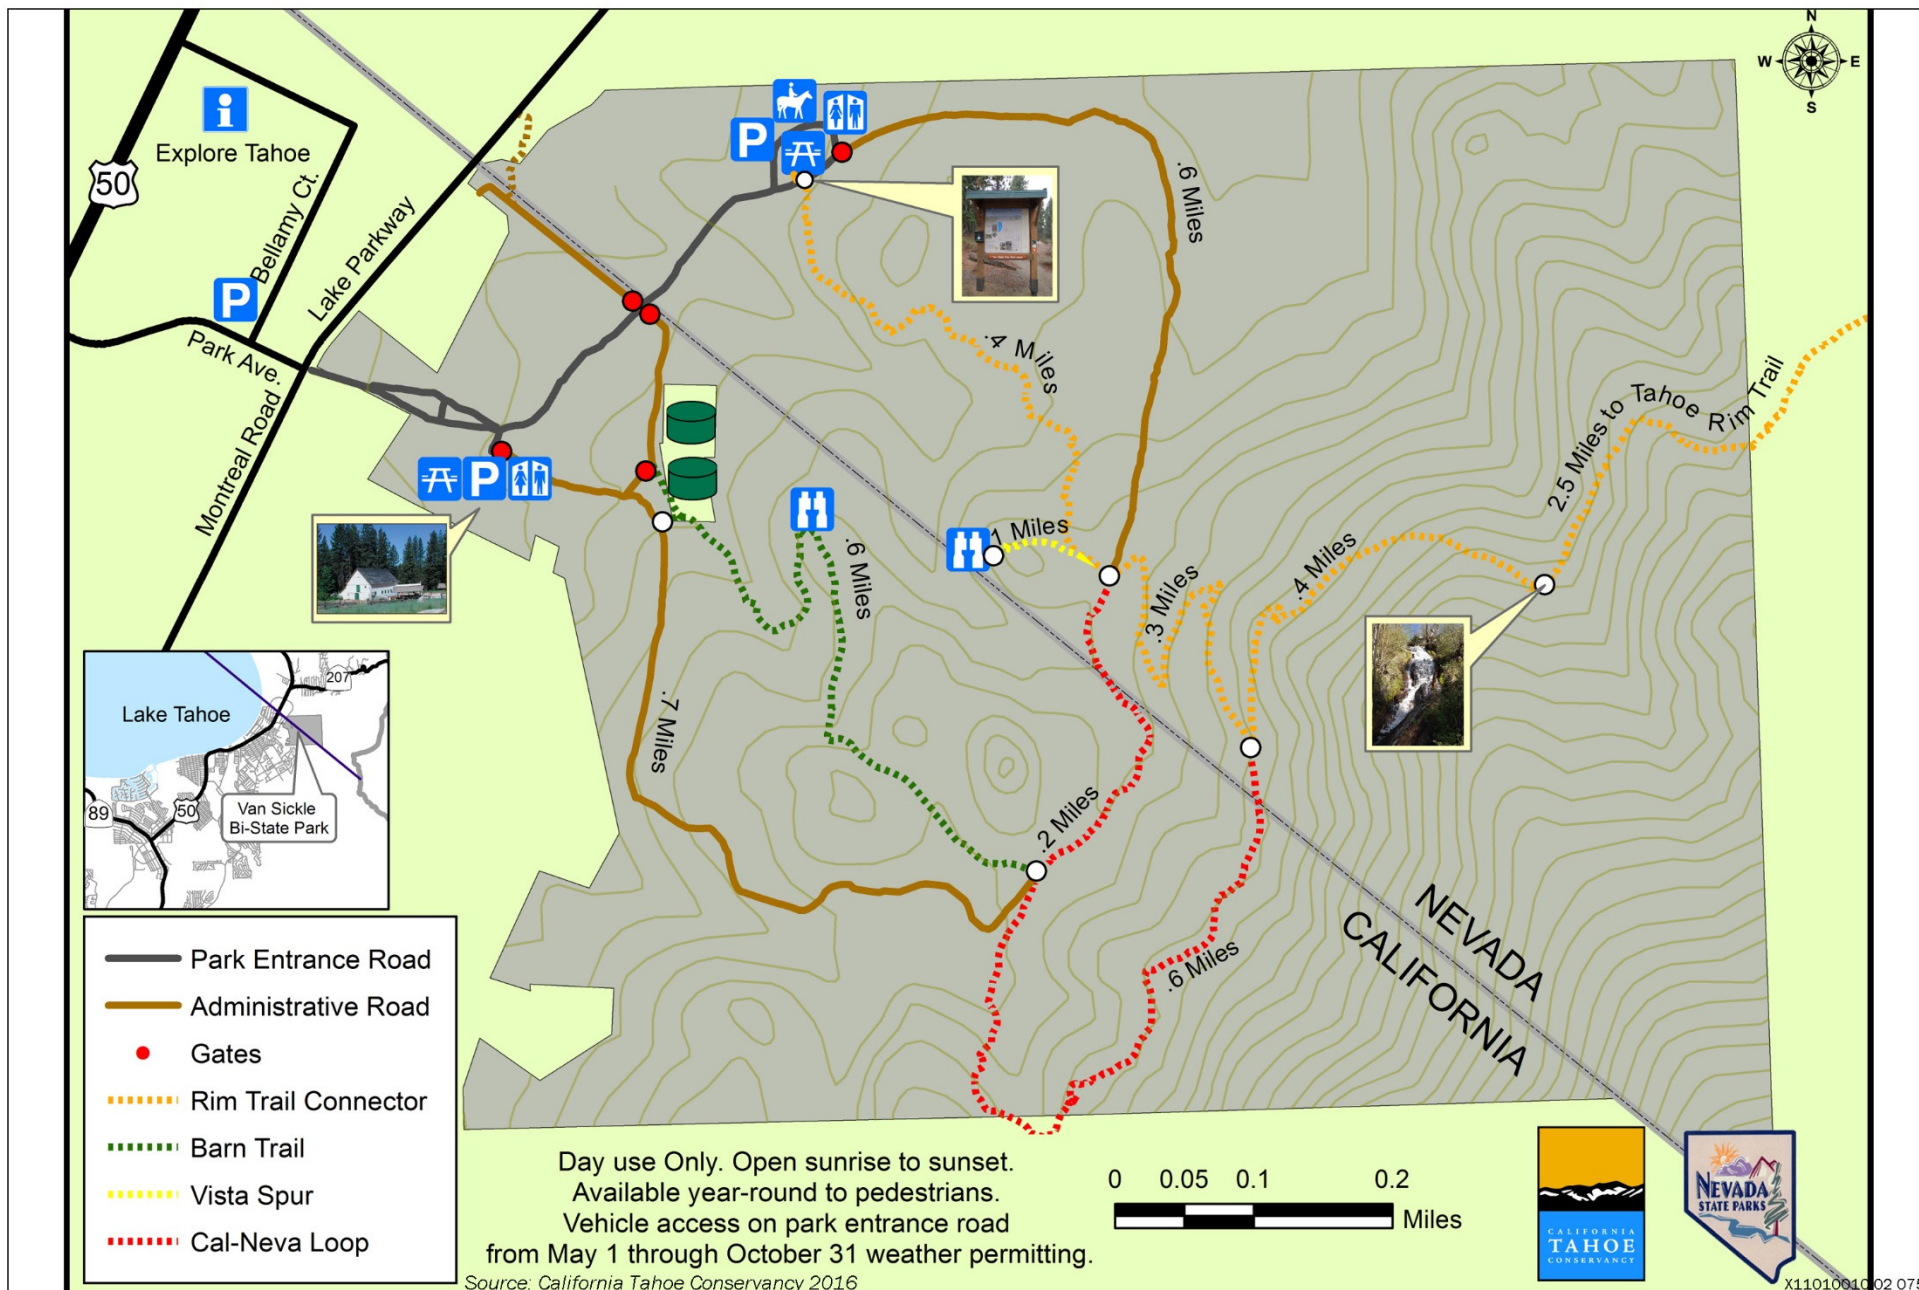 N
W E
S
50
Explore Tahoe
Bellamy Ct.
Lake Parkway
P
Park Ave.
Montreal Road
P
P
.6 Miles
.4 Miles
.1 Miles
.3 Miles
.4 Miles
2.5 Miles to Tahoe Rim Trail
.6 Miles
.7 Miles
.2 Miles
.6 Miles
NEVADA
CALIFORNIA
207
Lake Tahoe
50
89
Van Sickle
Bi-State Park
Park Entrance Road
Administrative Road
Gates
Rim Trail Connector
Barn Trail
Vista Spur
Cal-Neva Loop
Day use Only. Open sunrise to sunset.
Available year-round to pedestrians.
Vehicle access on park entrance road
from May 1 through October 31 weather permitting.
Source: California Tahoe Conservancy 2016
0 0.05 0.1 0.2
Miles
CALIFORNIA
TAHOE
CONSERVANCY
NEVADA
STATE PARKS
X11010010 02 075